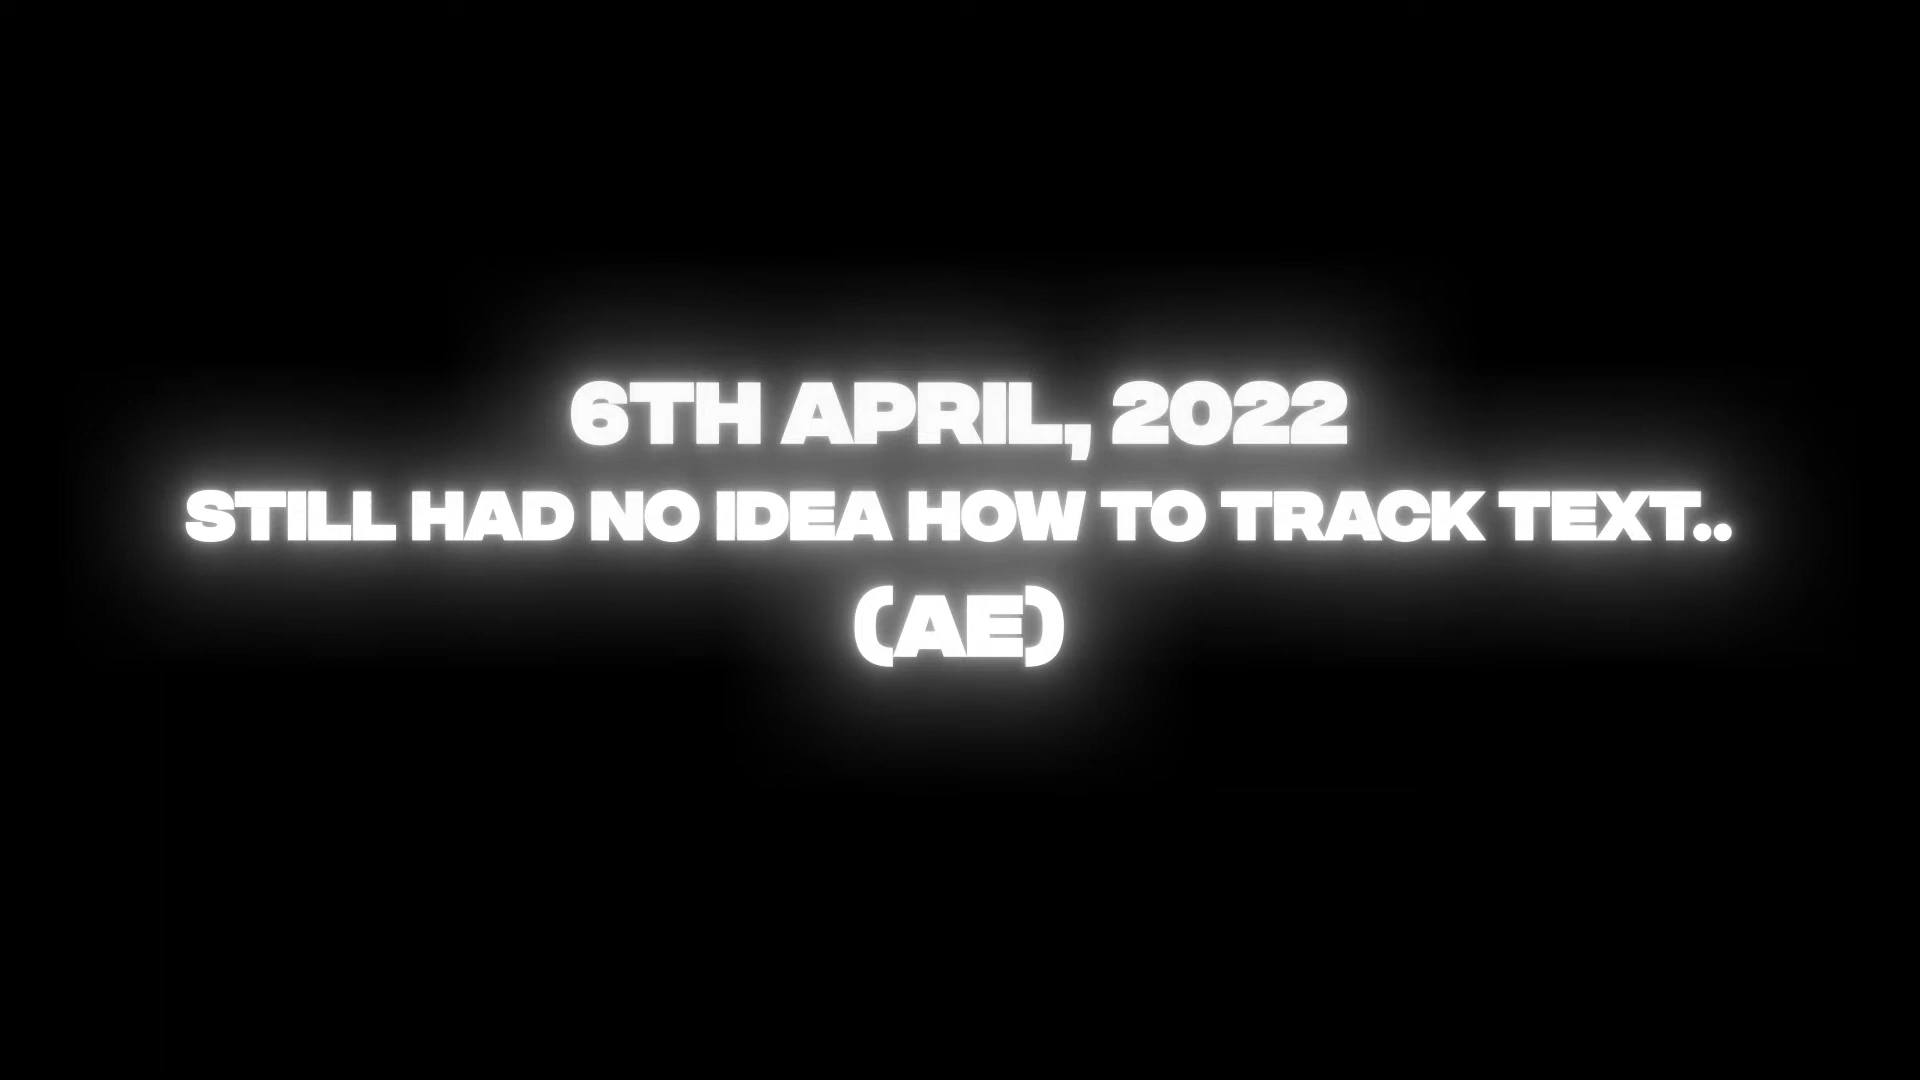 6TH APRIL, 2022
STILL HAD NO IDEA HOW TO TRACK TEXT..
(AE)